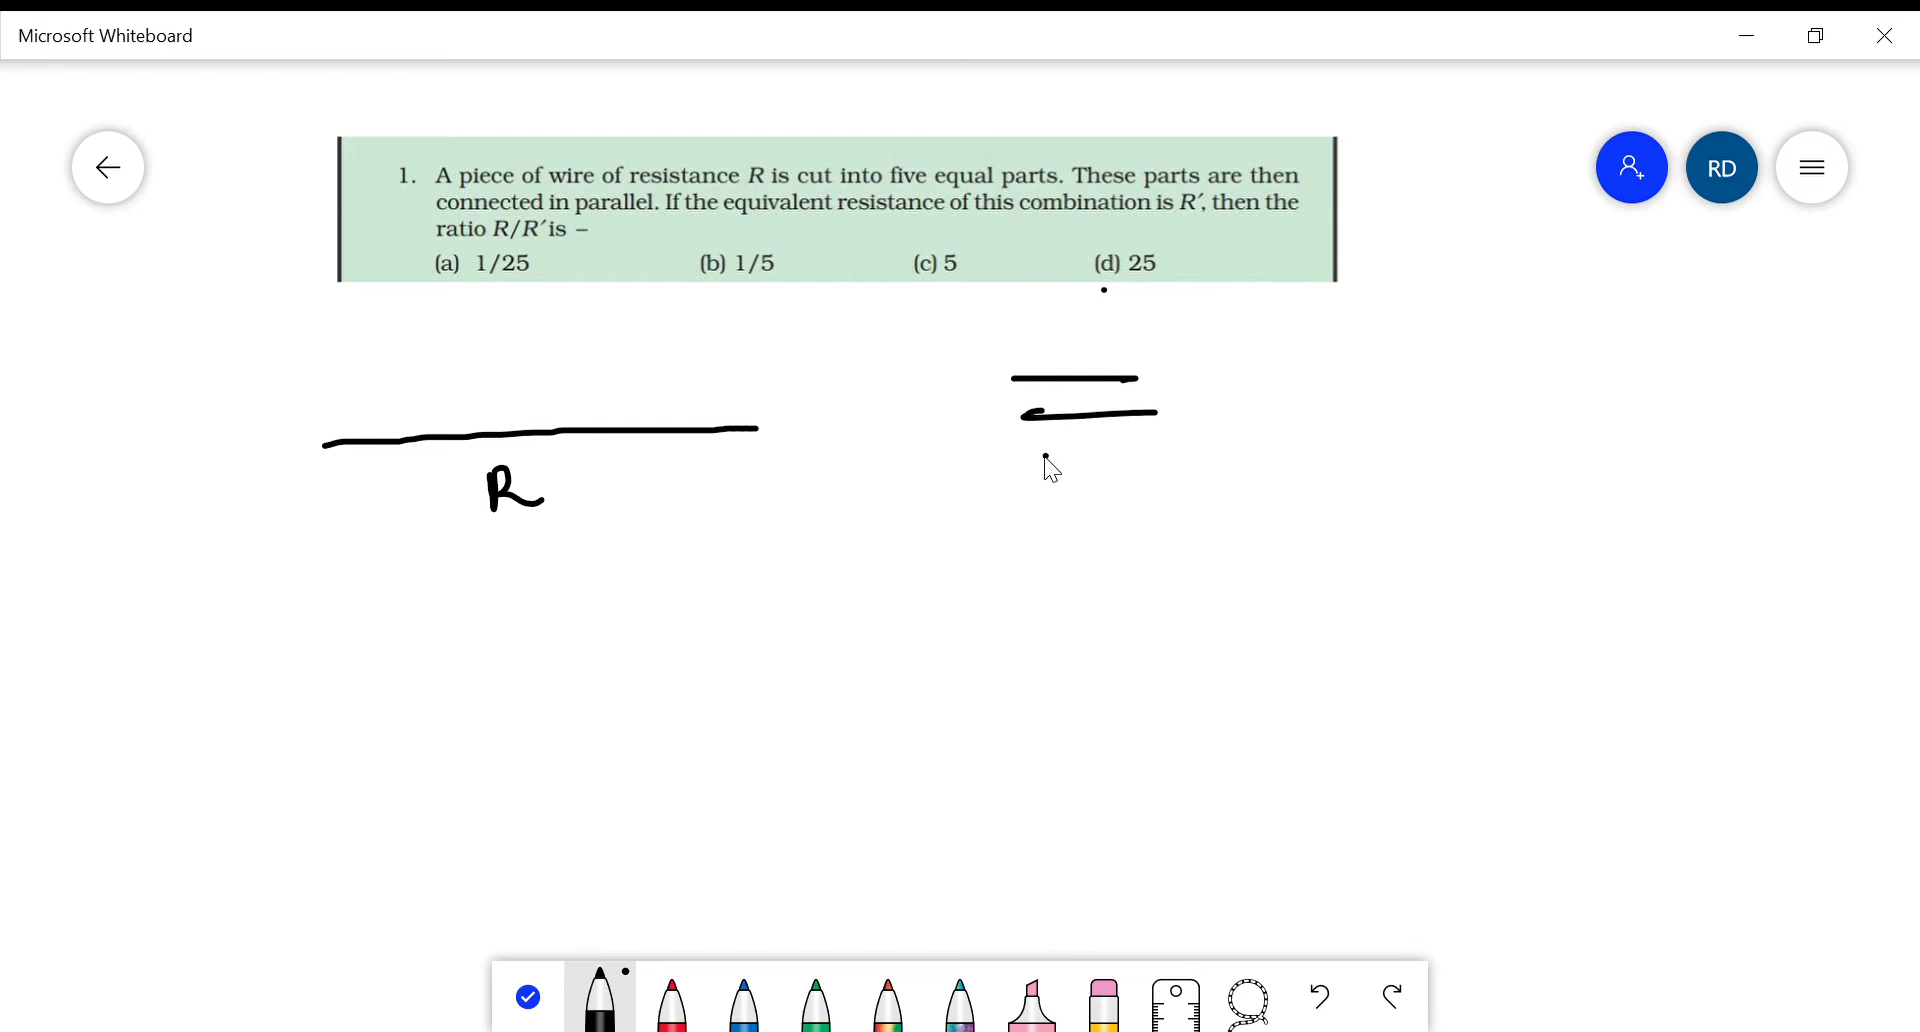 Microsoft Whiteboard
RD
1. A piece of wire of resistance R is cut into five equal parts. These parts are then
connected in parallel. If the equivalent resistance of this combination is R′, then the
ratio R/R′ is –
(a) 1/25 (b) 1/5 (c) 5 (d) 25
R